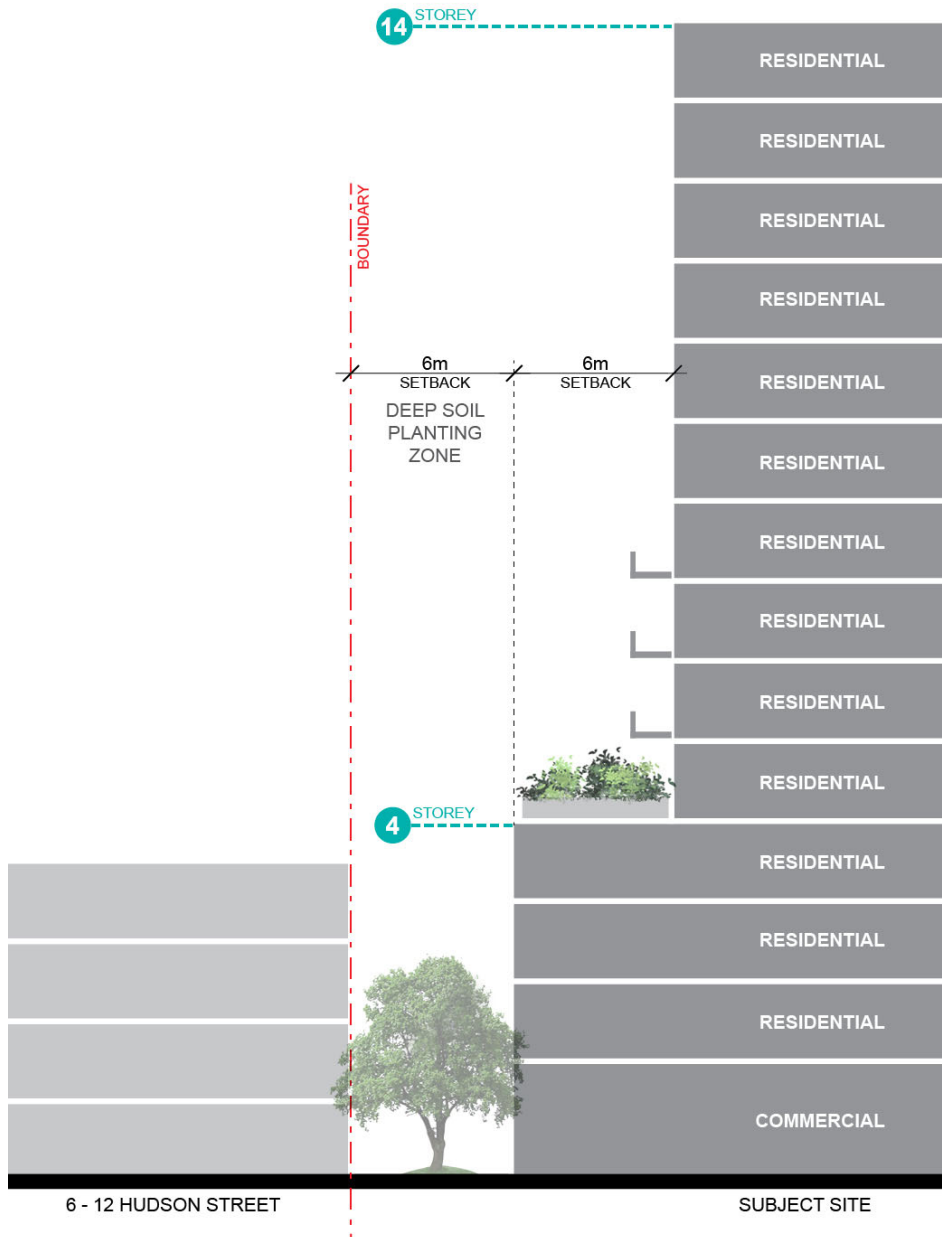 14 STOREY
RESIDENTIAL
RESIDENTIAL
BOUNDARY
RESIDENTIAL
RESIDENTIAL
6m
SETBACK
6m
SETBACK
RESIDENTIAL
DEEP SOIL
PLANTING
ZONE
RESIDENTIAL
RESIDENTIAL
RESIDENTIAL
RESIDENTIAL
RESIDENTIAL
4 STOREY
RESIDENTIAL
RESIDENTIAL
RESIDENTIAL
COMMERCIAL
6 - 12 HUDSON STREET
SUBJECT SITE